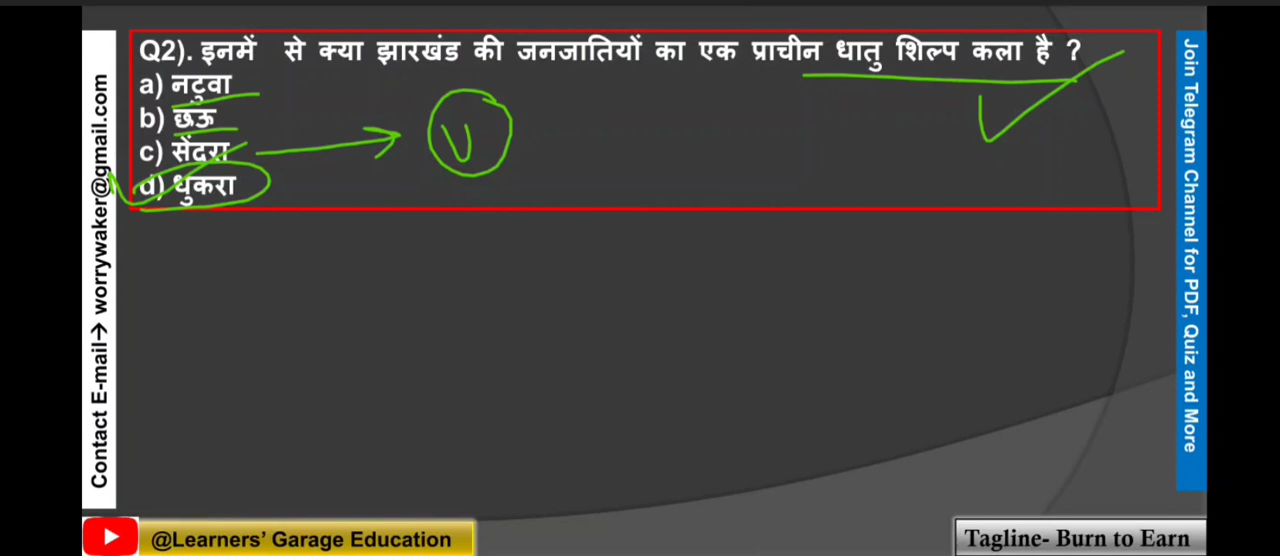 Q2). इनमें से क्या झारखंड की जनजातियों का एक प्राचीन धातु शिल्प कला है ?
a) नटुवा
b) छऊ
c) सेंदरा
d) धुकरा
Contact E-mail→ worrywaker@gmail.com
Join Telegram Channel for PDF, Quiz and More
@Learners’ Garage Education
Tagline- Burn to Earn